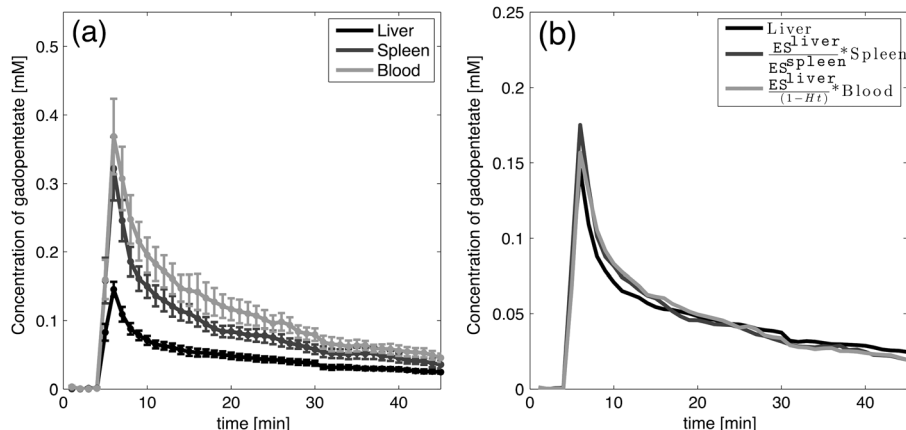 (a)
Liver
Spleen
Blood
Concentration of gadopentetate [mM]
0.5
0.4
0.3
0.2
0.1
0
0 10 20 30 40
time [min]
(b)
Liver
ES^liver/ES^spleen*Spleen
ES^liver/(1-Ht)*Blood
Concentration of gadopentetate [mM]
0.25
0.2
0.15
0.1
0.05
0
0 10 20 30 40
time [min]